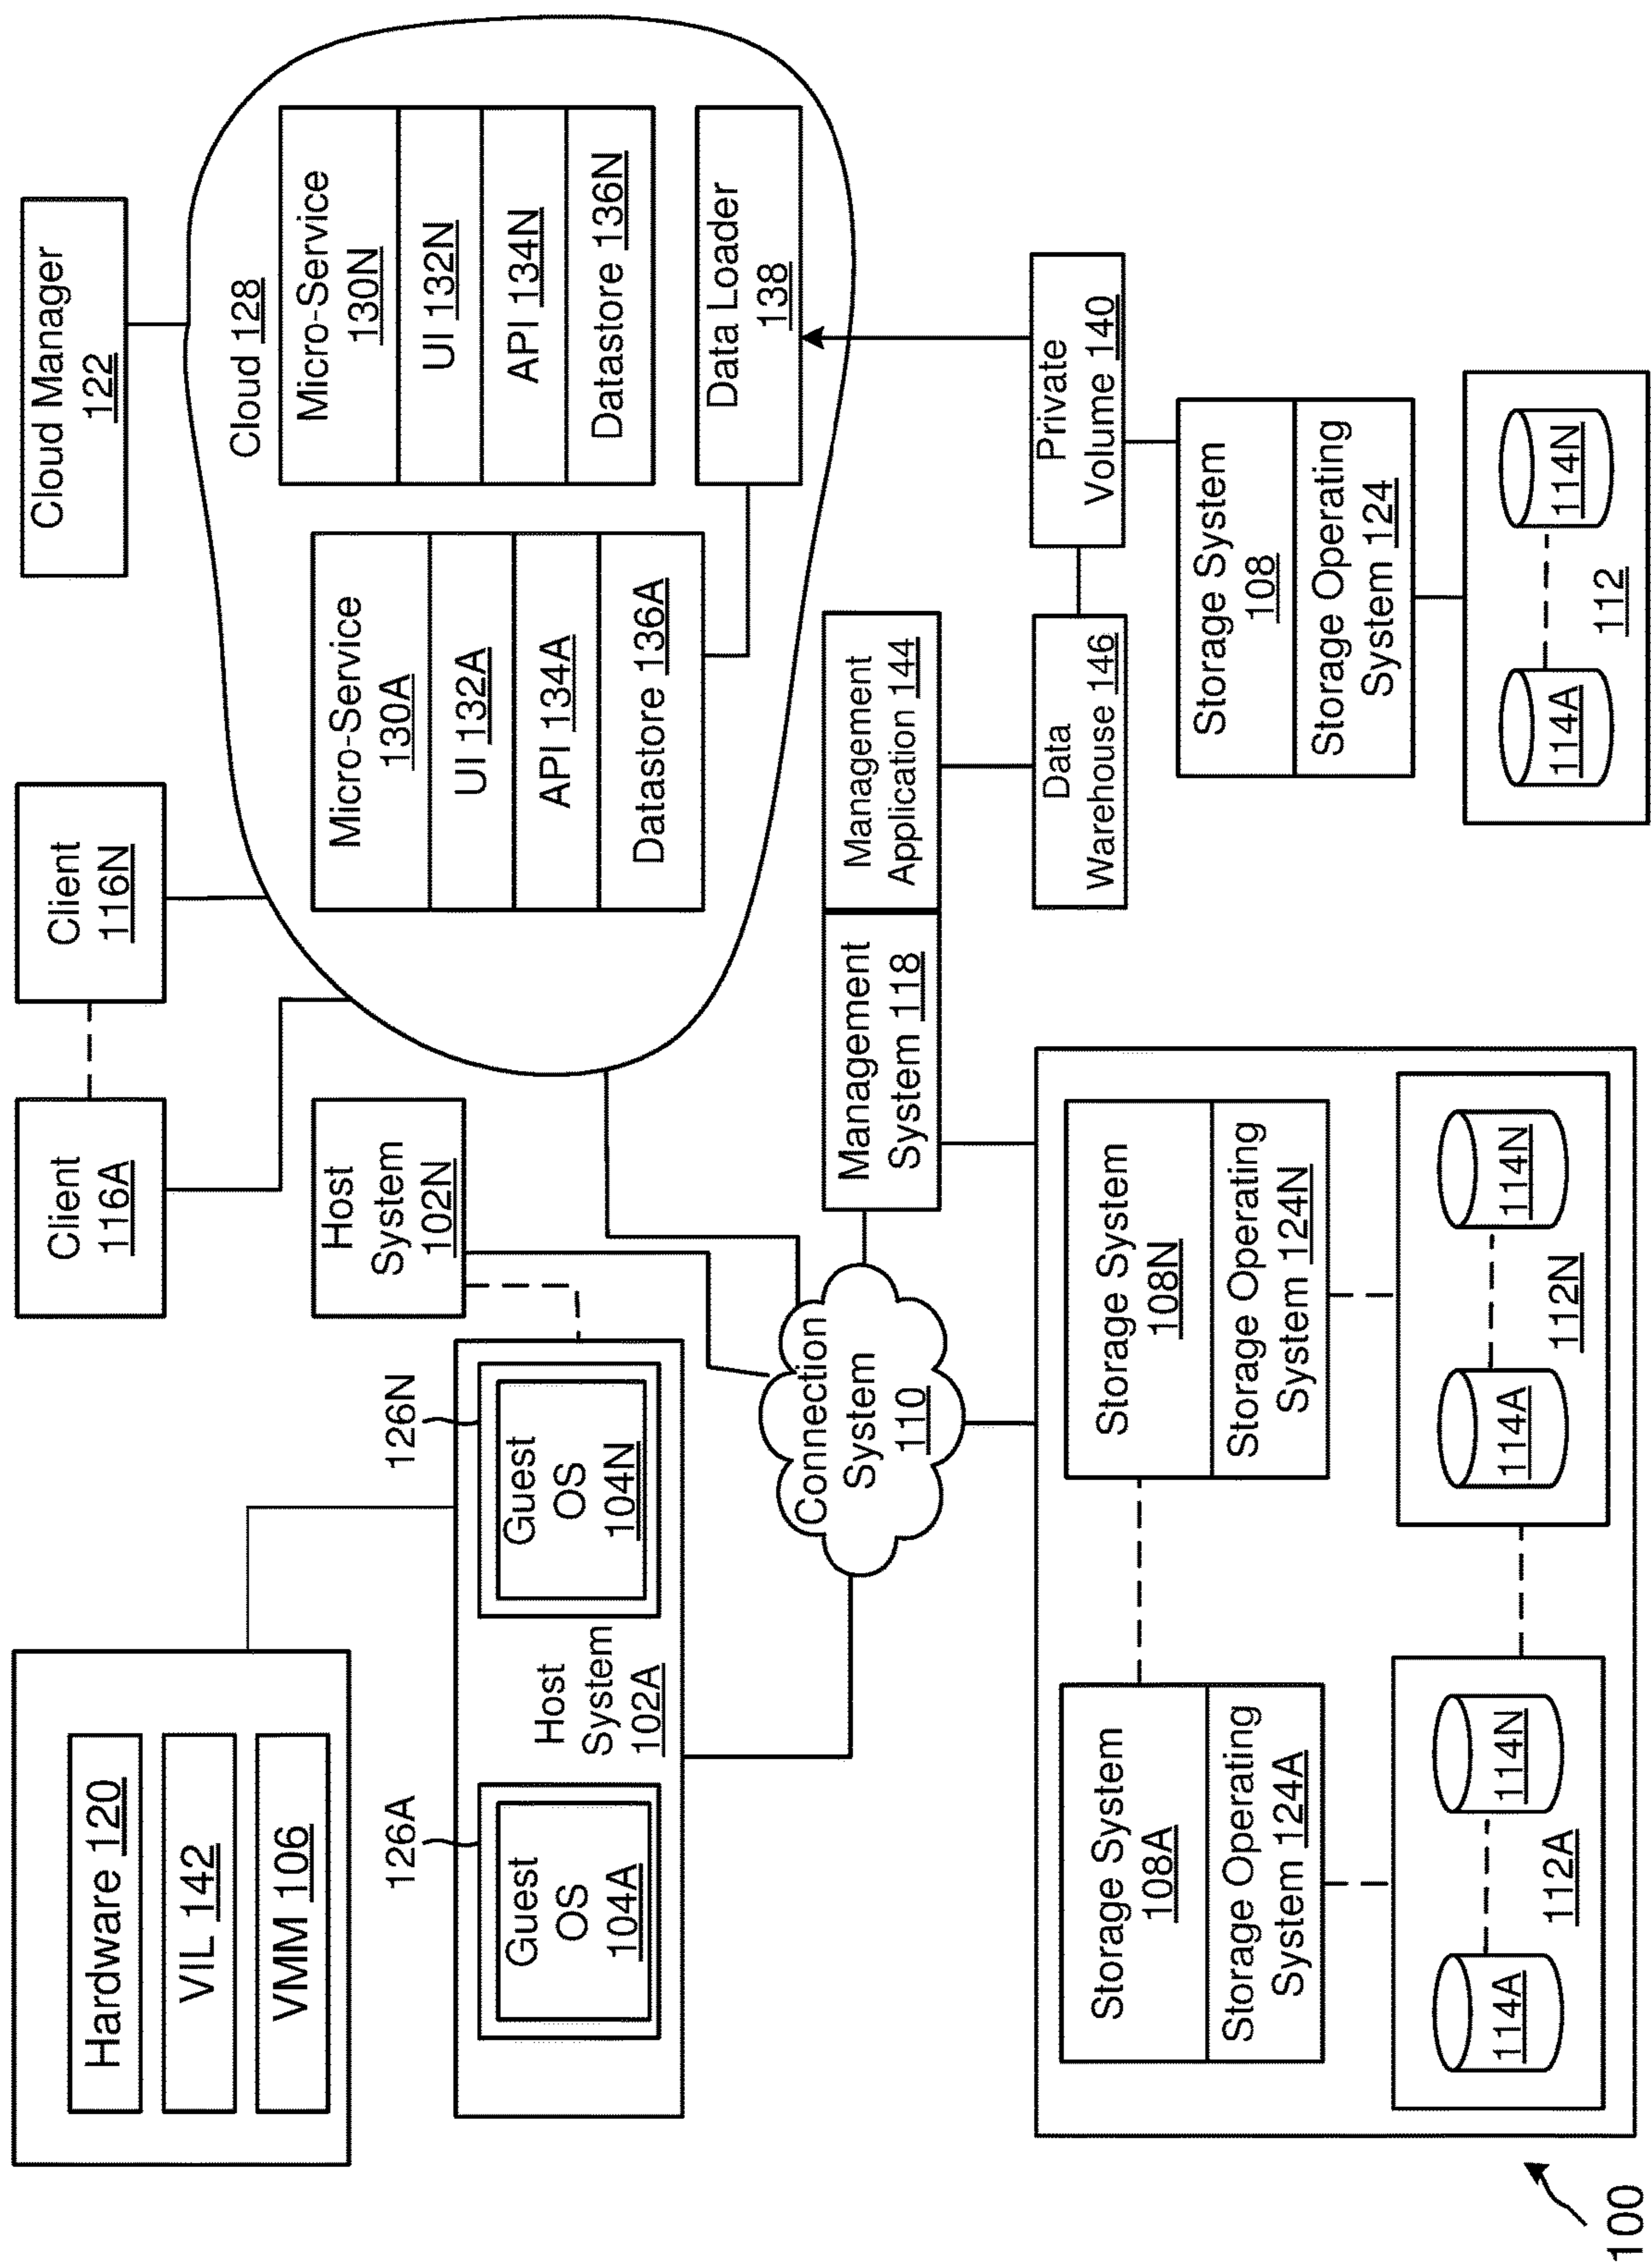 Hardware 120
VIL 142
VMM 106
Client
116A
Client
116N
Cloud Manager
122
Host
System
102N
126A
126N
Guest
OS
104A
Host
System
102A
Guest
OS
104N
Cloud 128
Micro-Service
130A
UI 132A
API 134A
Datastore 136A
Micro-Service
130N
UI 132N
API 134N
Datastore 136N
Data Loader
138
Connection
System
110
Management
System 118
Management
Application 144
Data
Warehouse 146
Private
Volume 140
Storage System
108A
Storage Operating
System 124A
Storage System
108N
Storage Operating
System 124N
114A
114N
112A
114A
114N
112N
Storage System
108
Storage Operating
System 124
114A
114N
112
100